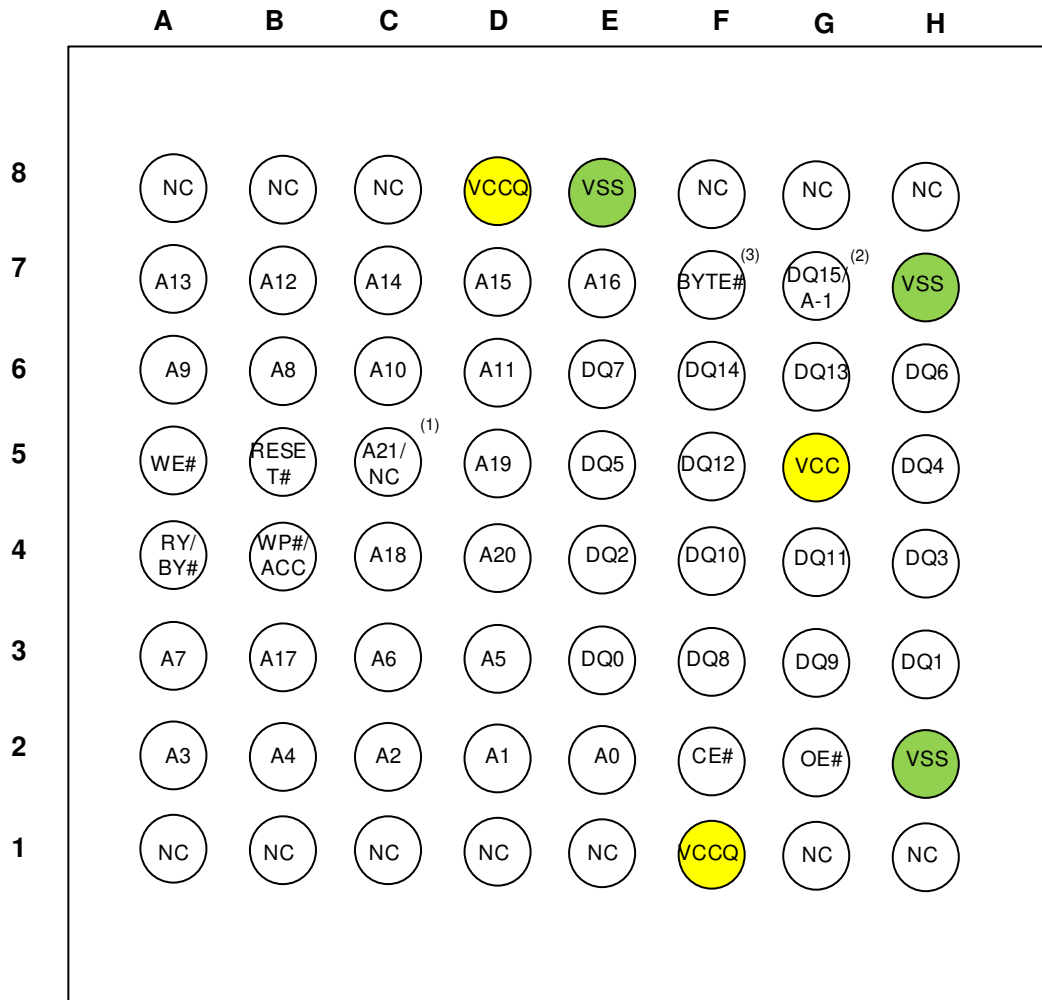 A B C D E F G H
8 NC NC NC VCCQ VSS NC NC NC
7 A13 A12 A14 A15 A16 BYTE# (3) DQ15/ A-1 (2) VSS
6 A9 A8 A10 A11 DQ7 DQ14 DQ13 DQ6
5 WE# RESE T# A21/ NC (1) A19 DQ5 DQ12 VCC DQ4
4 RY/ BY# WP#/ ACC A18 A20 DQ2 DQ10 DQ11 DQ3
3 A7 A17 A6 A5 DQ0 DQ8 DQ9 DQ1
2 A3 A4 A2 A1 A0 CE# OE# VSS
1 NC NC NC NC NC VCCQ NC NC